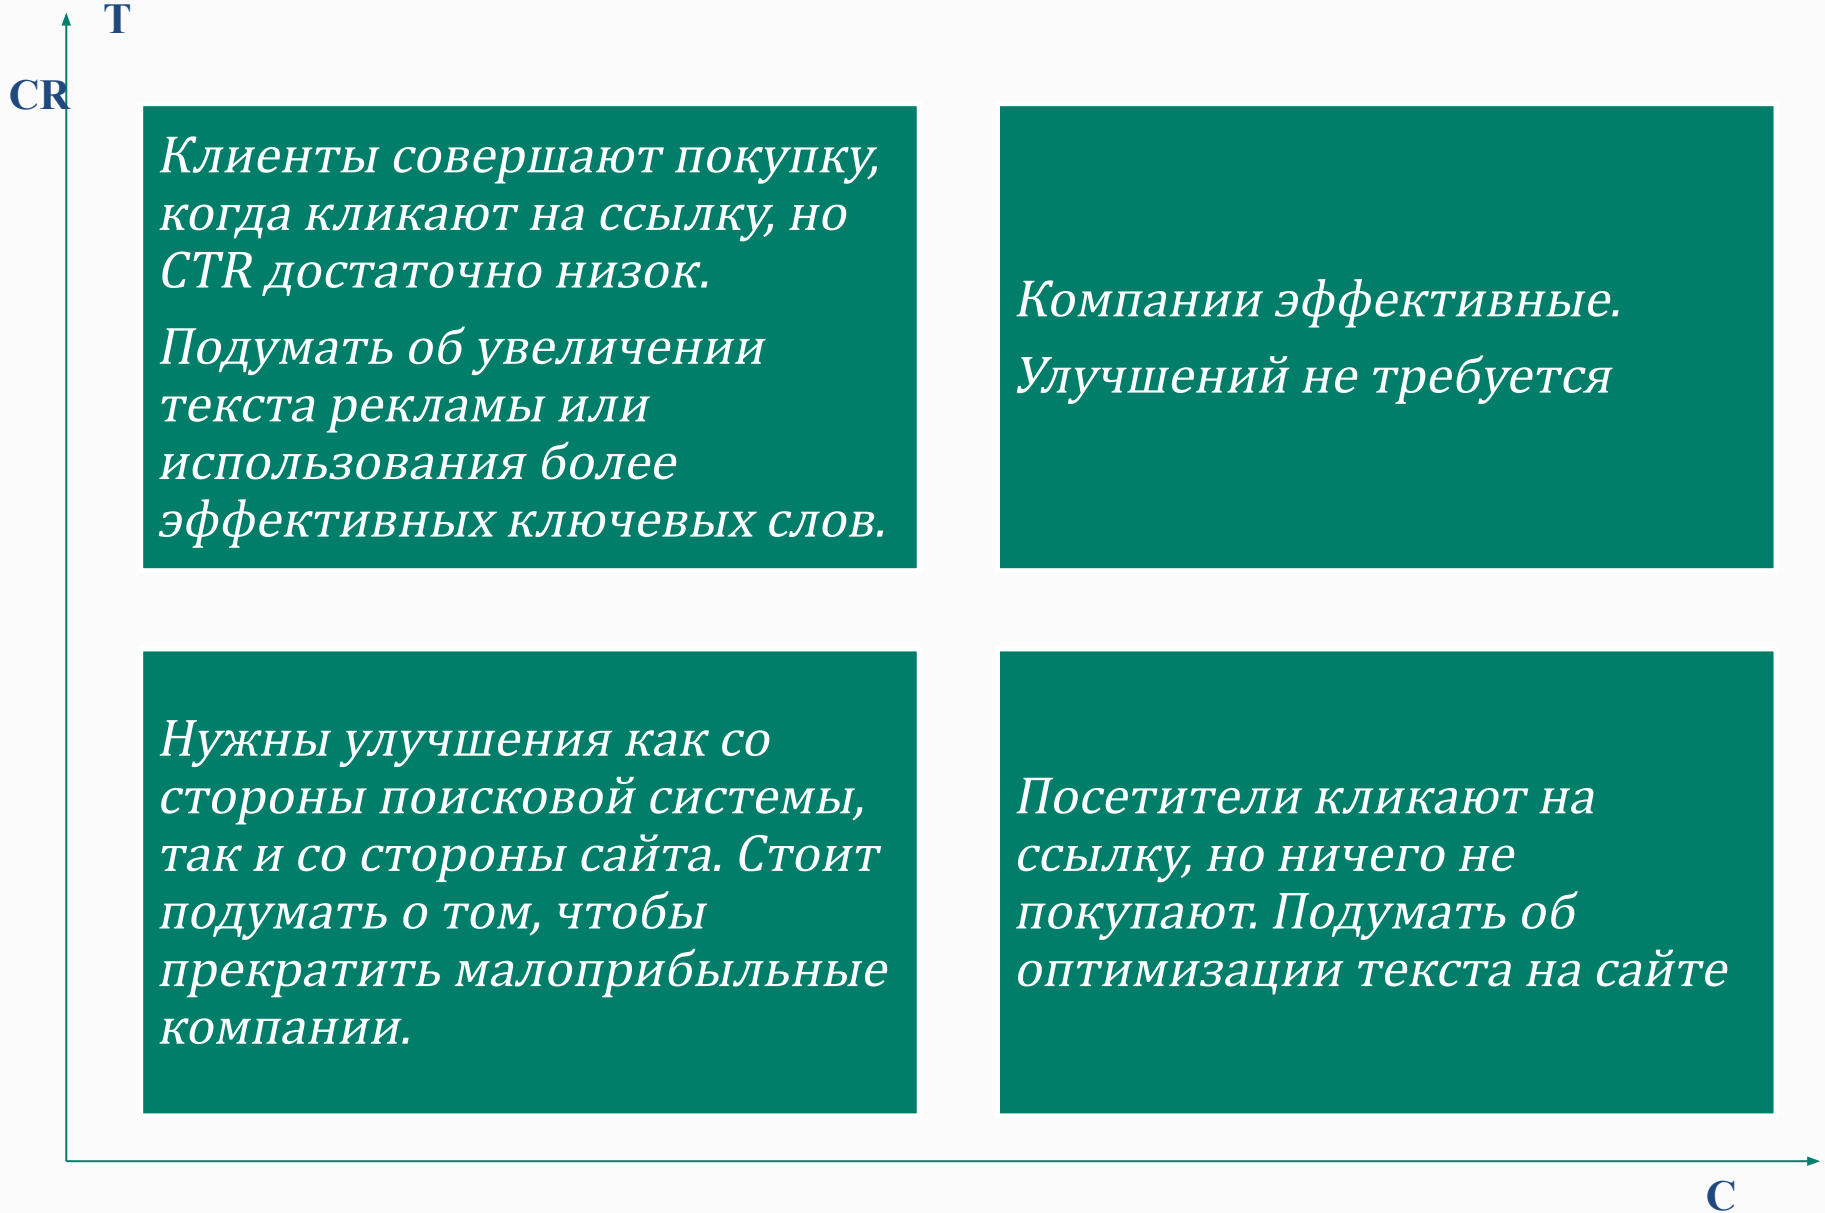 T
CR
Клиенты совершают покупку,
когда кликают на ссылку, но
CTR достаточно низок.
Подумать об увеличении
текста рекламы или
использования более
эффективных ключевых слов.
Компании эффективные.
Улучшений не требуется
Нужны улучшения как со
стороны поисковой системы,
так и со стороны сайта. Стоит
подумать о том, чтобы
прекратить малоприбыльные
компании.
Посетители кликают на
ссылку, но ничего не
покупают. Подумать об
оптимизации текста на сайте
C